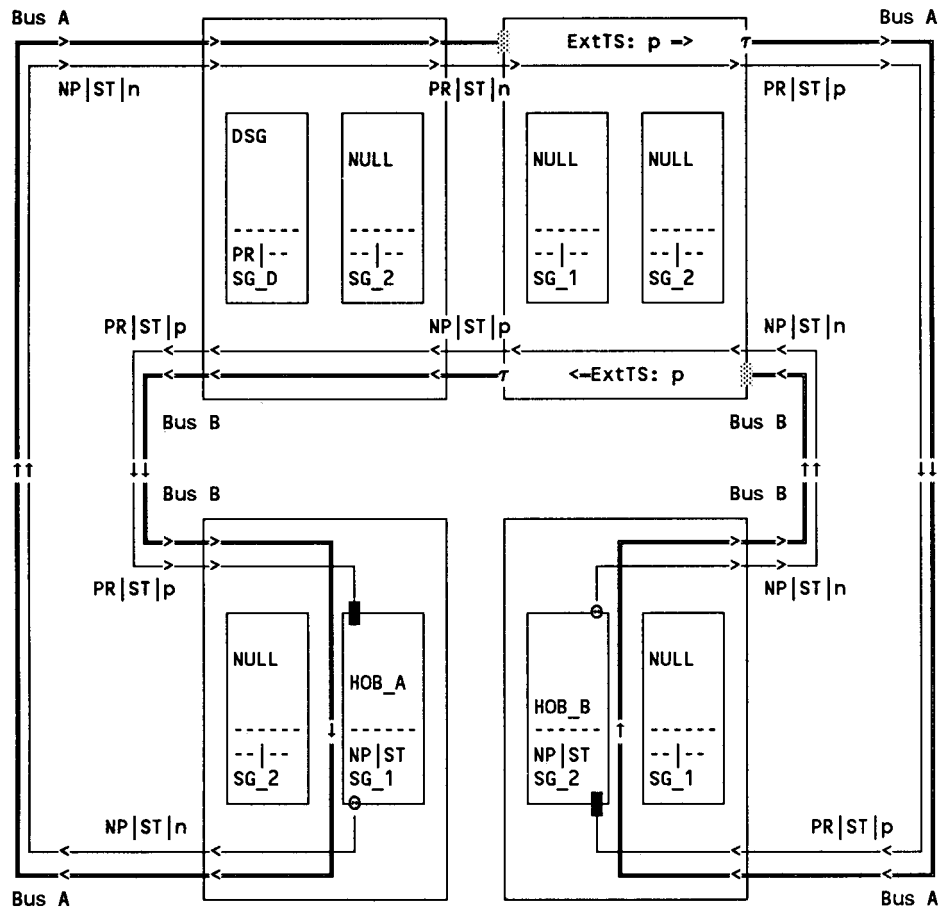 Bus A Bus A
ExtTS: p => τ
NP|ST|n PR|ST|n PR|ST|p
DSG
NULL NULL NULL
------ ------ ------ ------
PR|-- --|-- --|-- --|--
SG_D SG_2 SG_1 SG_2
PR|ST|p NP|ST|p NP|ST|n
τ <=ExtTS: p
Bus B Bus B
↑↑ ↓↓ ↑↑ ↓↓
Bus B Bus B
PR|ST|p NP|ST|n
NULL NULL
HOB_A
HOB_B
------ ------ ------ ------
--|-- NP|ST NP|ST --|--
SG_2 SG_1 SG_2 SG_1
NP|ST|n PR|ST|p
Bus A Bus A